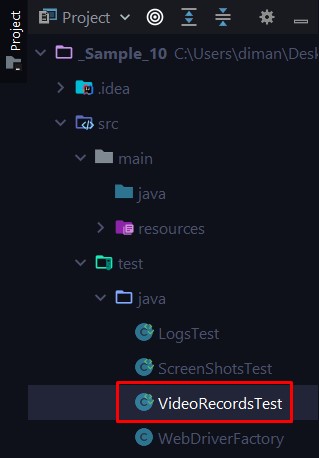 Project
Project
_Sample_10 C:\Users\diman\Desk
.idea
src
main
java
resources
test
java
LogsTest
ScreenShotsTest
VideoRecordsTest
WebDriverFactory